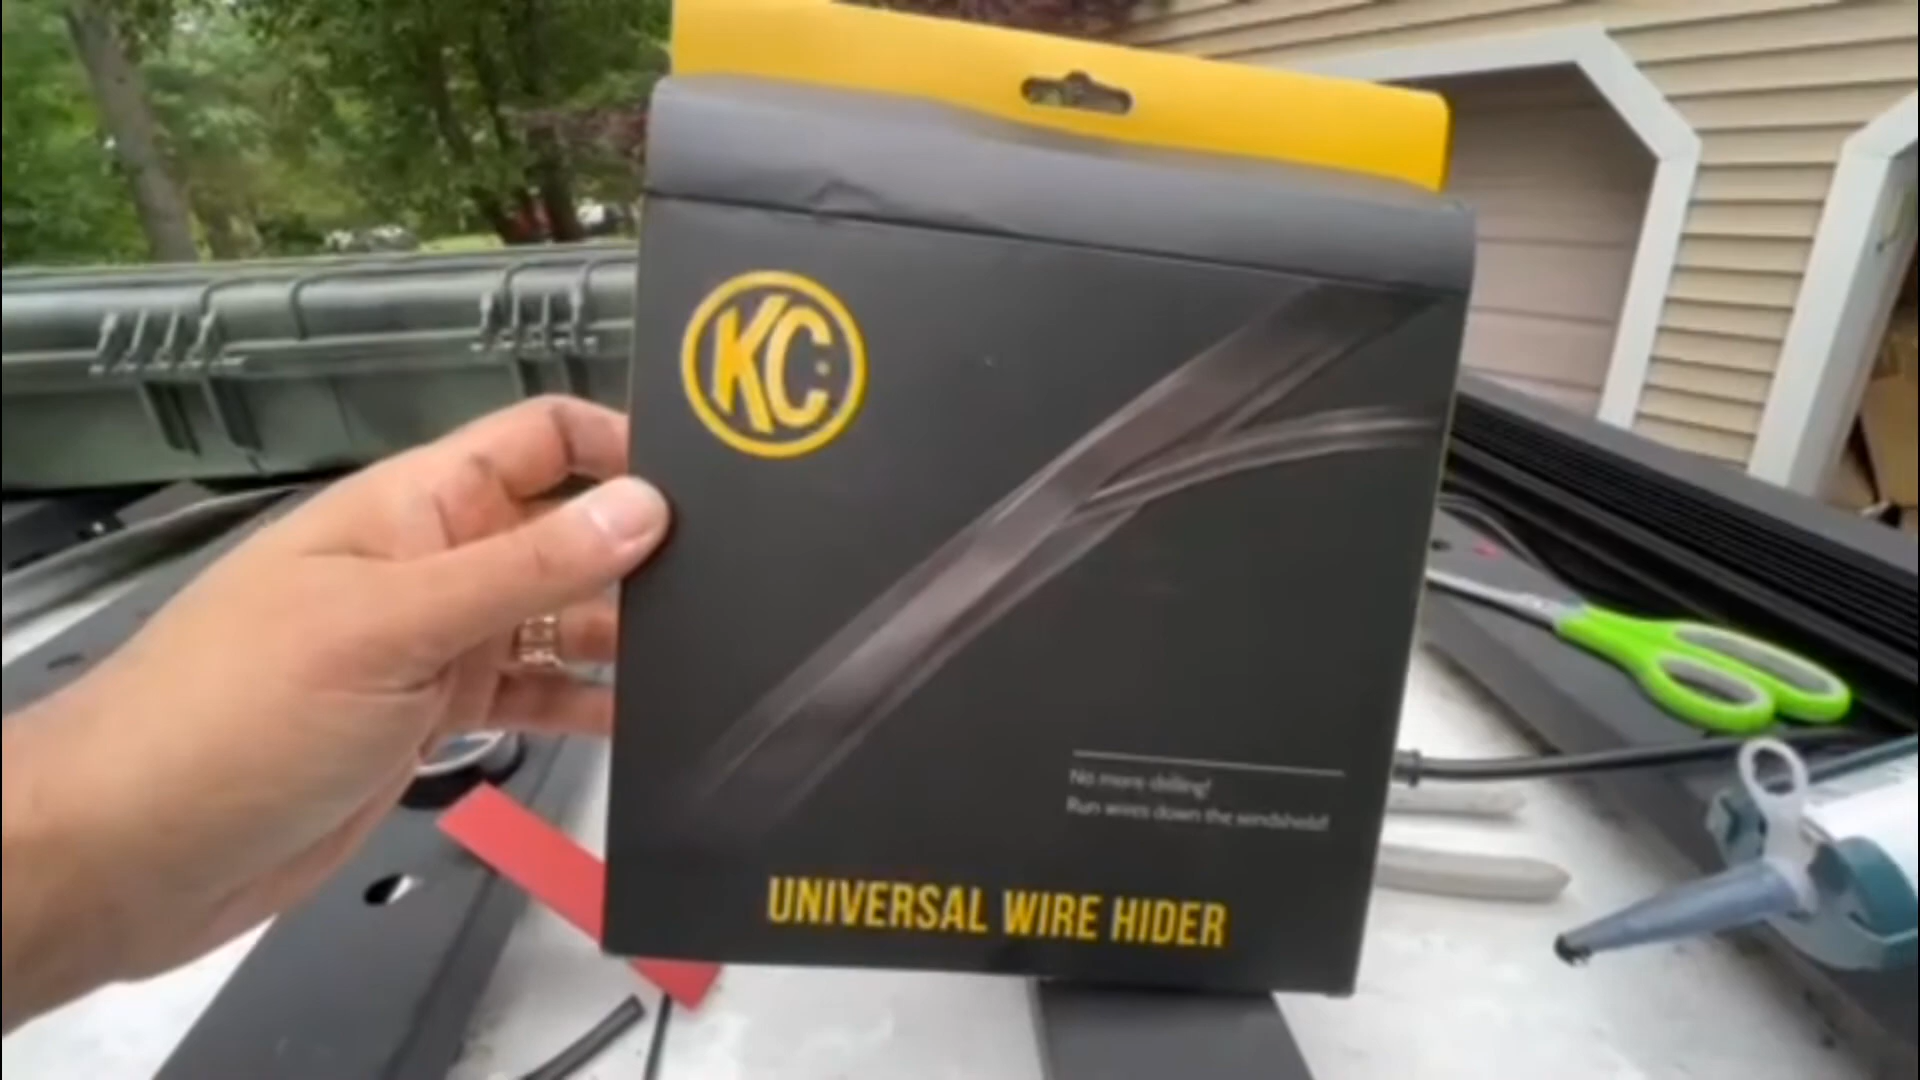 KC
No more drilling!
Run wires down the windshield!
UNIVERSAL WIRE HIDER